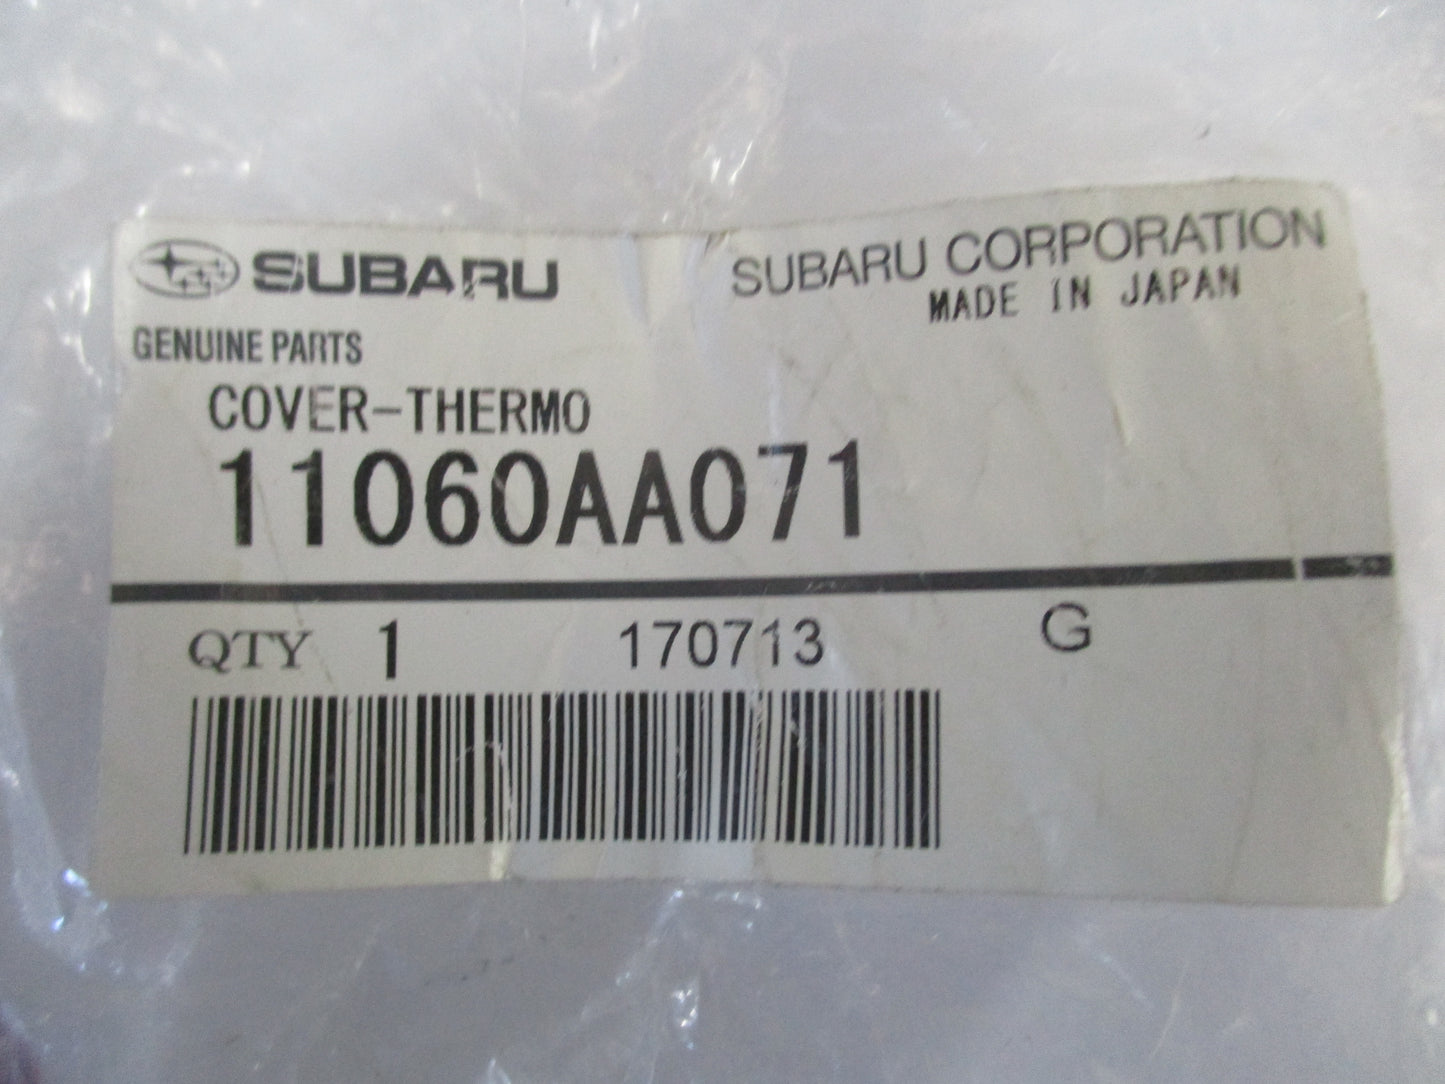 SUBARU
SUBARU CORPORATION
MADE IN JAPAN
GENUINE PARTS
COVER-THERMO
11060AA071
QTY 1 170713 G